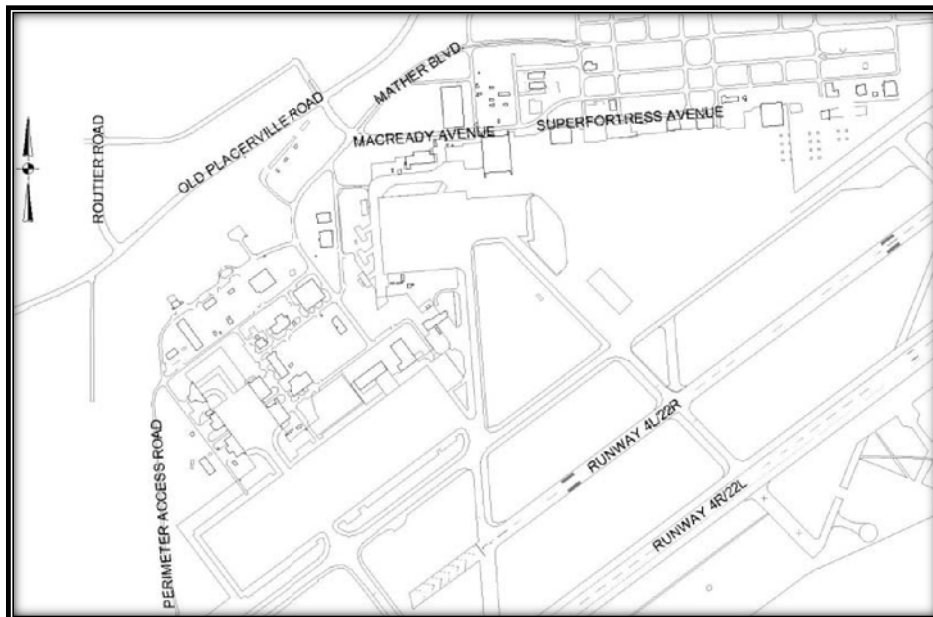 MATHER BLVD.
SUPERFORTRESS AVENUE
MACREADY AVENUE
OLD PLACERVILLE ROAD
ROUTIER ROAD
RUNWAY 4L/22R
RUNWAY 4R/22L
PERIMETER ACCESS ROAD